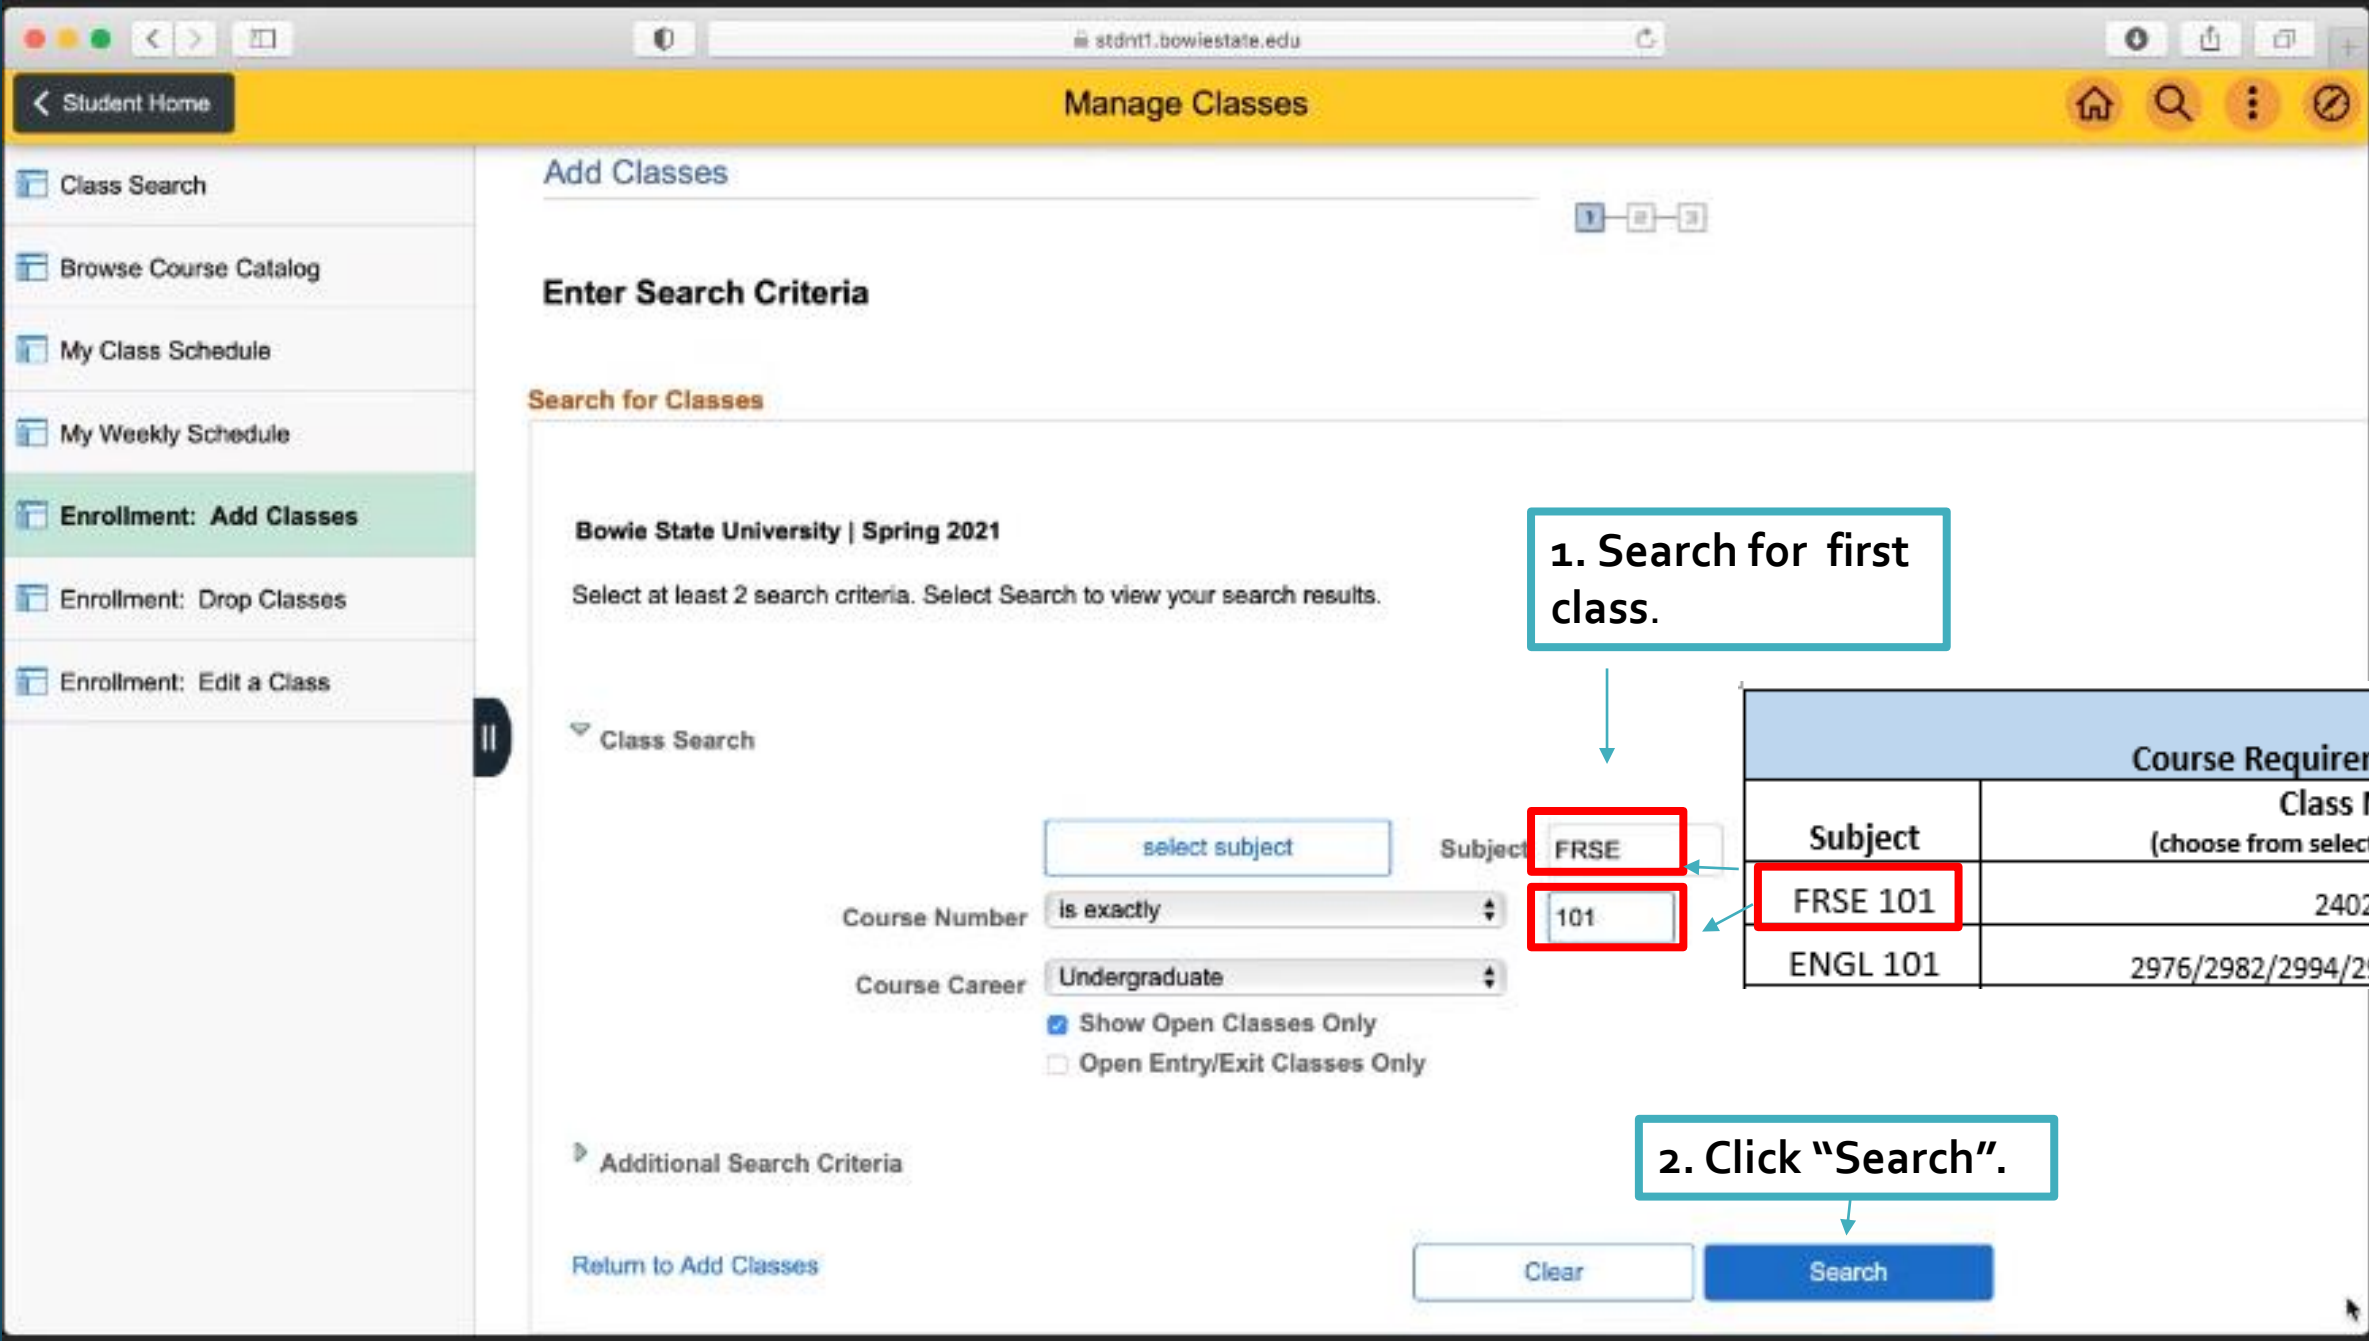 stdnt1.bowiestate.edu
Student Home
Manage Classes
Class Search
Browse Course Catalog
My Class Schedule
My Weekly Schedule
Enrollment: Add Classes
Enrollment: Drop Classes
Enrollment: Edit a Class
Add Classes
1 2 3
Enter Search Criteria
Search for Classes
Bowie State University | Spring 2021
Select at least 2 search criteria. Select Search to view your search results.
1. Search for first
class.
Class Search
select subject
Subject
FRSE
Course Number
is exactly
101
Course Career
Undergraduate
Show Open Classes Only
Open Entry/Exit Classes Only
Course Requirer
Subject
Class
(choose from select
FRSE 101
2402
ENGL 101
2976/2982/2994/29
Additional Search Criteria
2. Click “Search”.
Return to Add Classes
Clear
Search